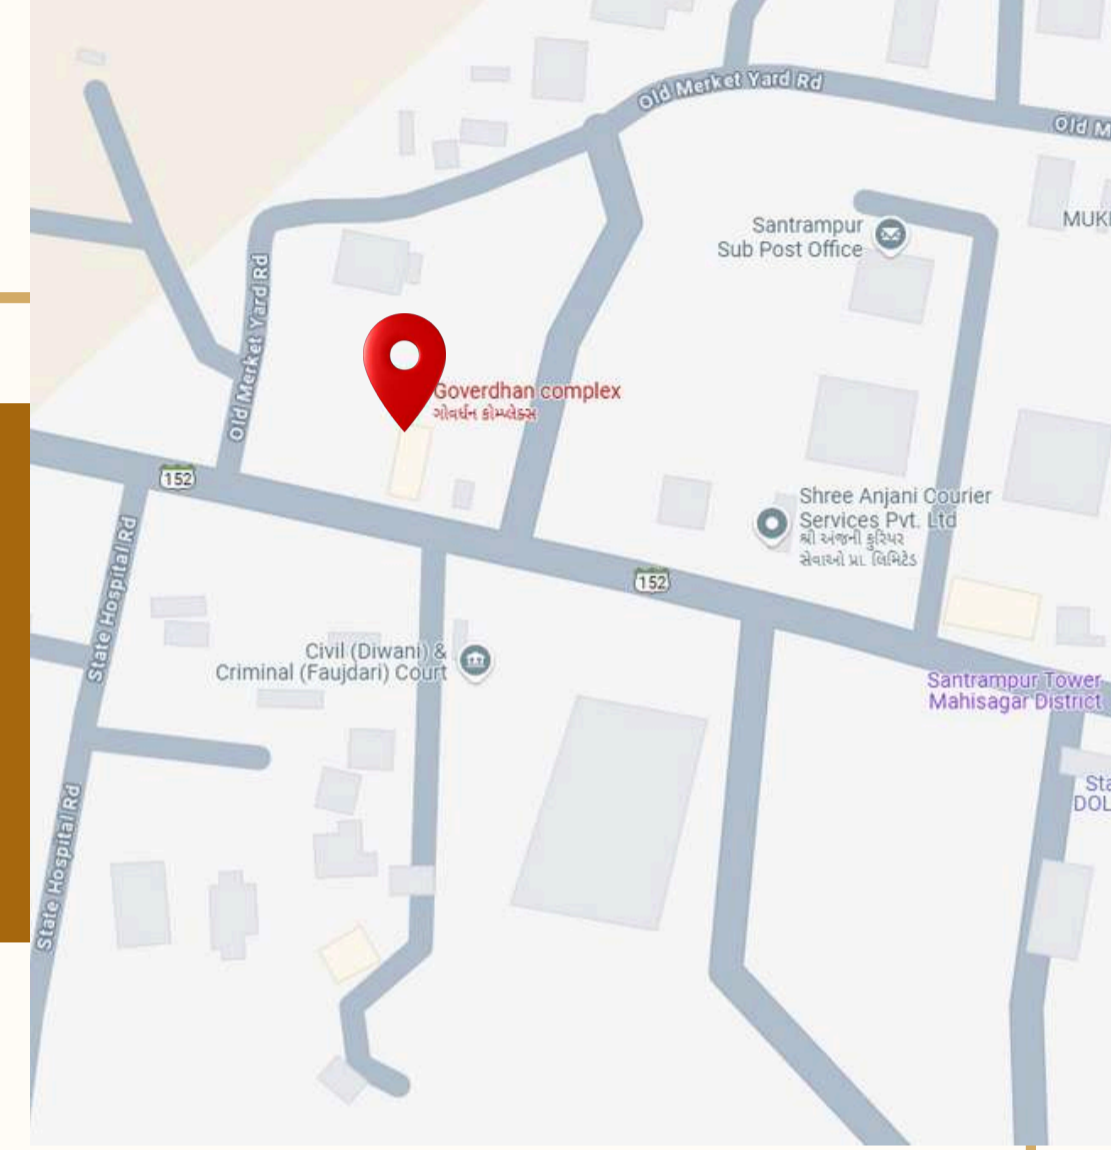 Old Merket Yard Rd
Old M
MUKI
Santrampur
Sub Post Office
Old Merket Yard Rd
Goverdhan complex
ગોવર્ધન કોમ્પ્લેક્સ
152
Shree Anjani Courier
Services Pvt. Ltd
શ્રી અંજની કુરિયર
સેવાઓ પ્રા. લિમિટેડ
State Hospital Rd
152
Civil (Diwani) &
Criminal (Faujdari) Court
Santrampur Tower
Mahisagar District
Sta
DOL
State Hospital Rd